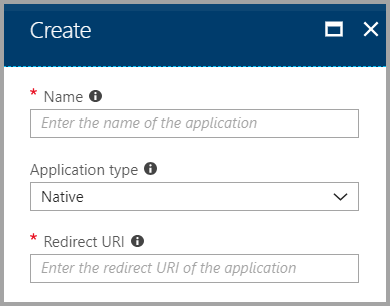 Create
* Name
Enter the name of the application
Application type
Native
* Redirect URI
Enter the redirect URI of the application